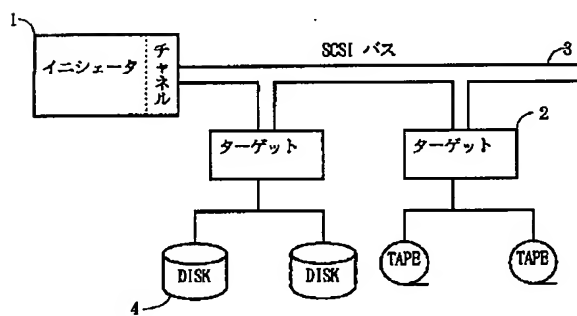 1
イニシェータ
チャネル
SCSI バス
3
2
ターゲット
ターゲット
DISK
DISK
TAPE
TAPE
4